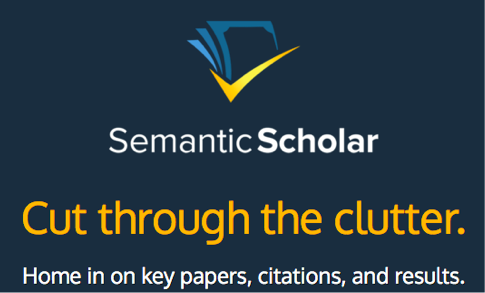 Semantic Scholar
Cut through the clutter.
Home in on key papers, citations, and results.